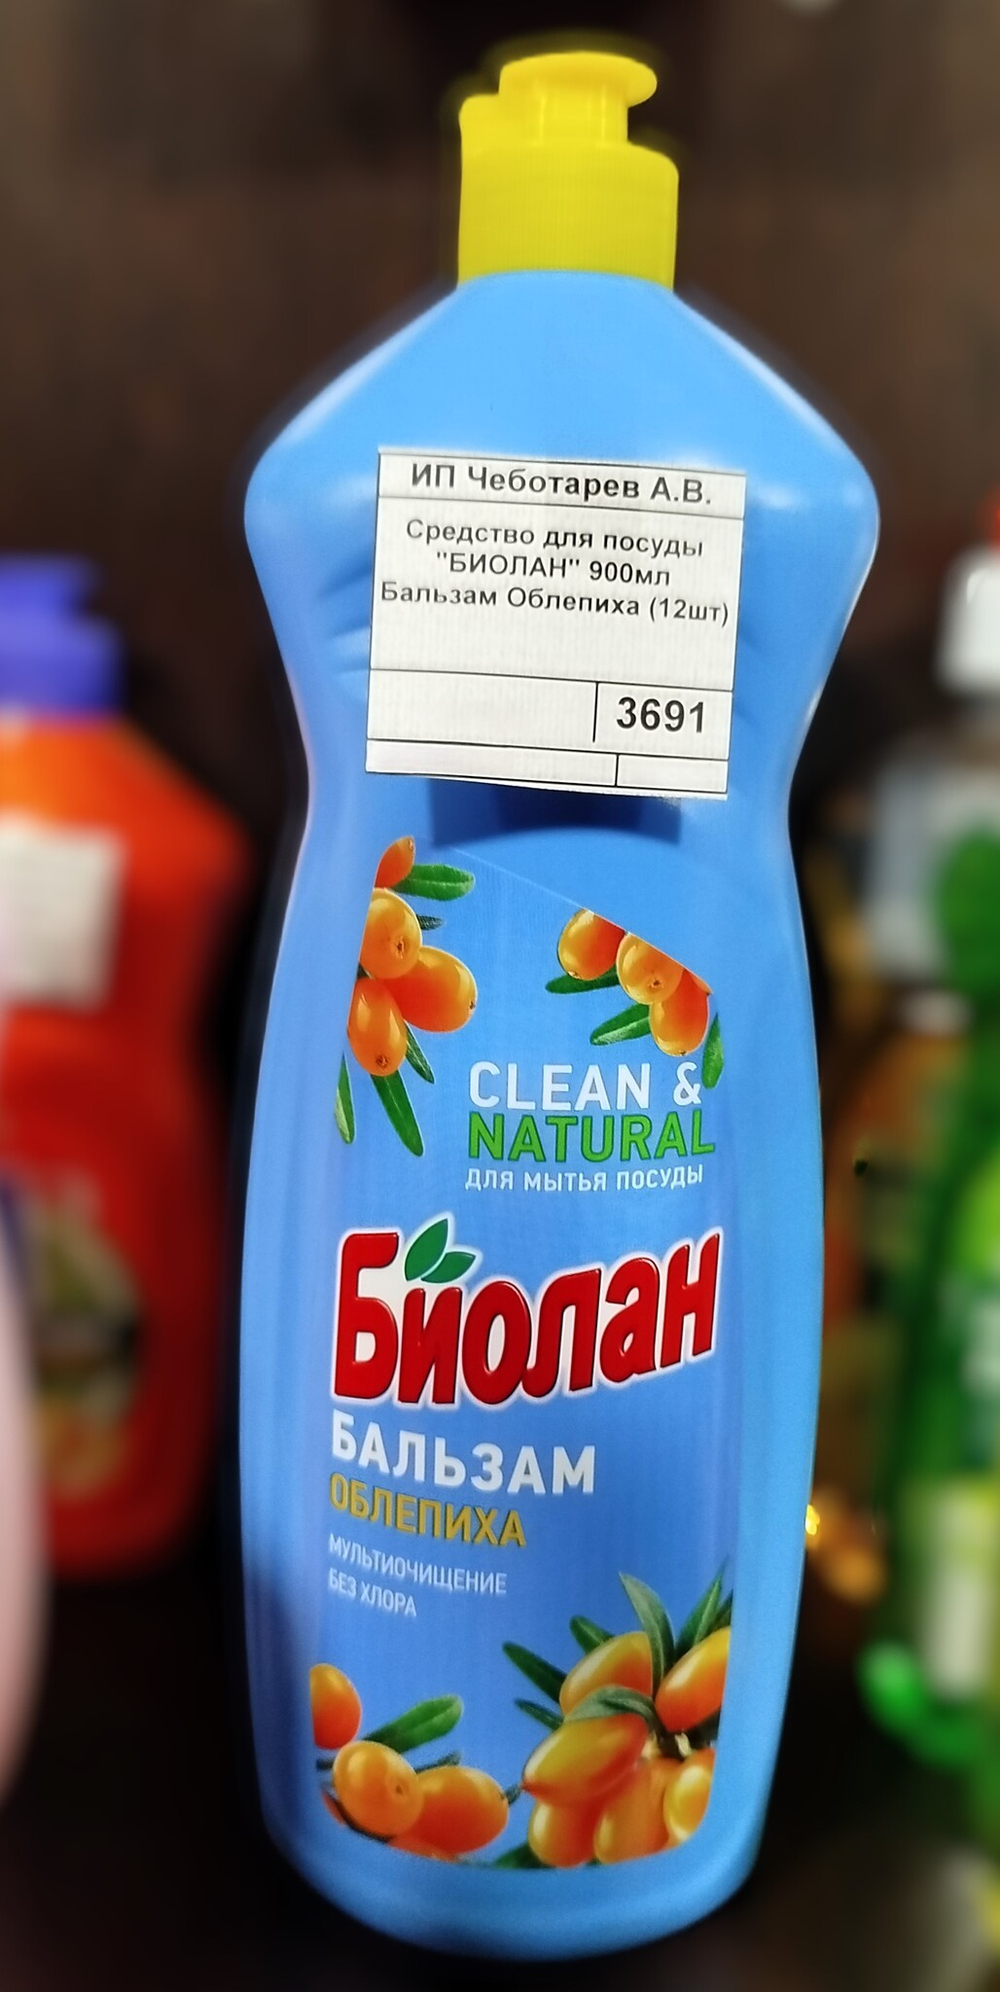 ИП Чеботарев А.В.
Средство для посуды
"БИОЛАН" 900мл
Бальзам Облепиха (12шт)
3691
CLEAN &
NATURAL
ДЛЯ МЫТЬЯ ПОСУДЫ
Биолан
БАЛЬЗАМ
ОБЛЕПИХА
МУЛЬТИОЧИЩЕНИЕ
БЕЗ ХЛОРА